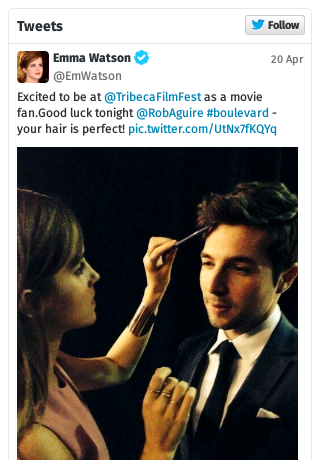 Tweets
Follow
Emma Watson
20 Apr
@EmWatson
Excited to be at @TribecaFilmFest as a movie
fan.Good luck tonight @RobAguire #boulevard -
your hair is perfect! pic.twitter.com/UtNx7fKQYq